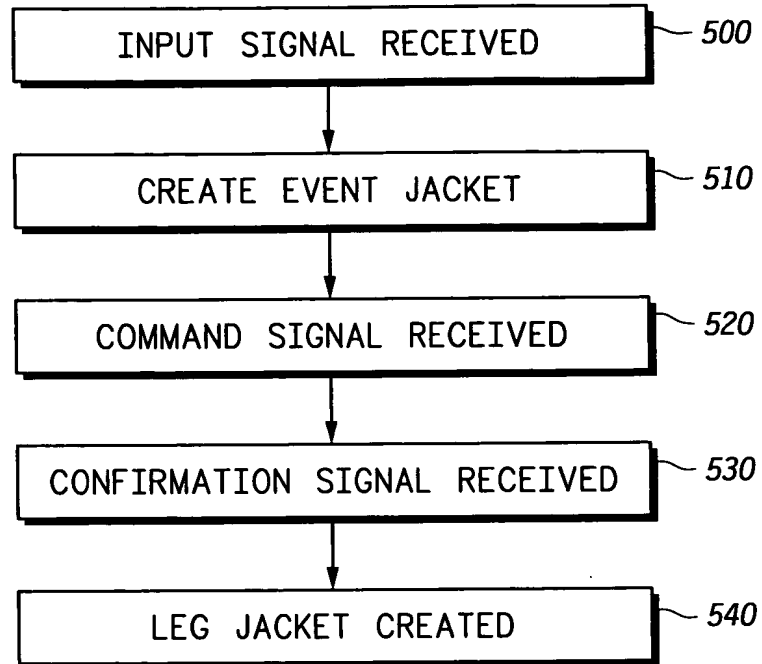 INPUT SIGNAL RECEIVED 500
CREATE EVENT JACKET 510
COMMAND SIGNAL RECEIVED 520
CONFIRMATION SIGNAL RECEIVED 530
LEG JACKET CREATED 540